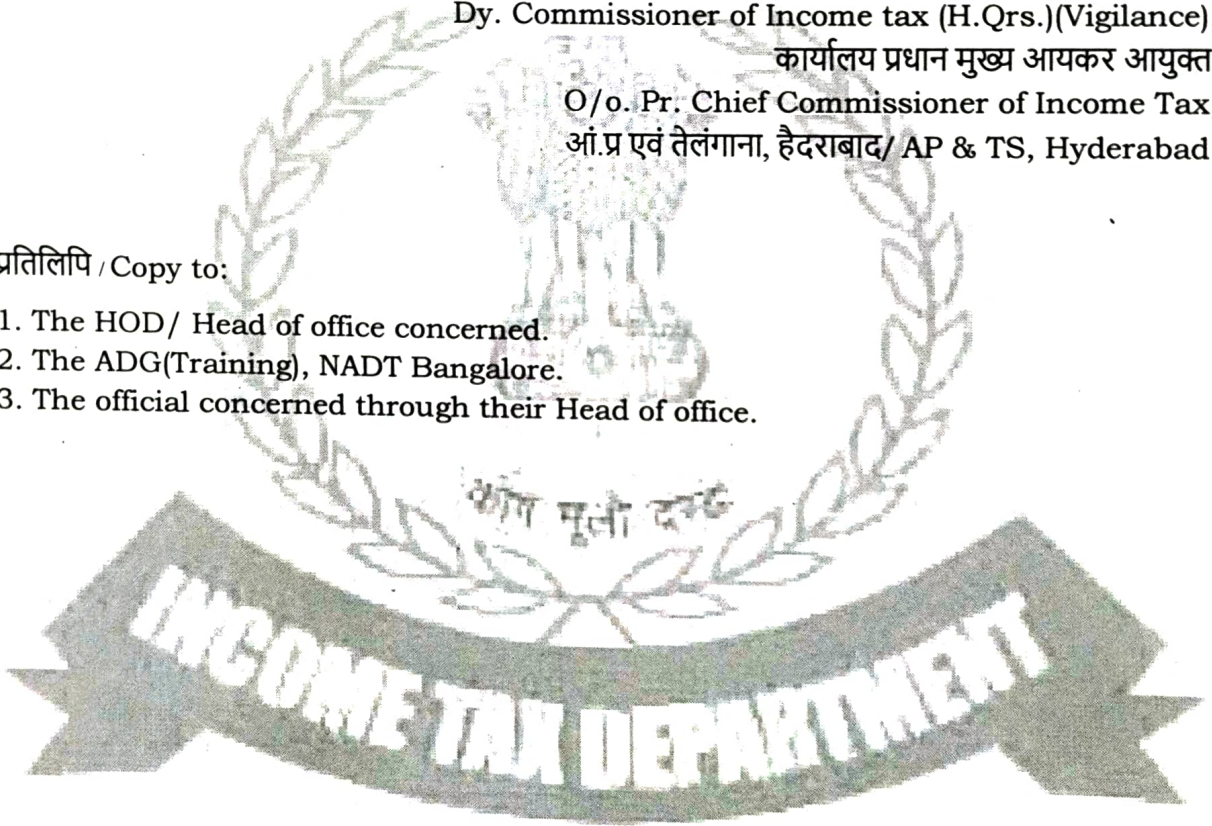 Dy. Commissioner of Income tax (H.Qrs.)(Vigilance)
कार्यालय प्रधान मुख्य आयकर आयुक्त
O/o. Pr. Chief Commissioner of Income Tax
आं.प्र एवं तेलंगाना, हैदराबाद/ AP & TS, Hyderabad
प्रतिलिपि / Copy to:
1. The HOD/ Head of office concerned.
2. The ADG(Training), NADT Bangalore.
3. The official concerned through their Head of office.
मूलो
INCOME TAX DEPARTMENT